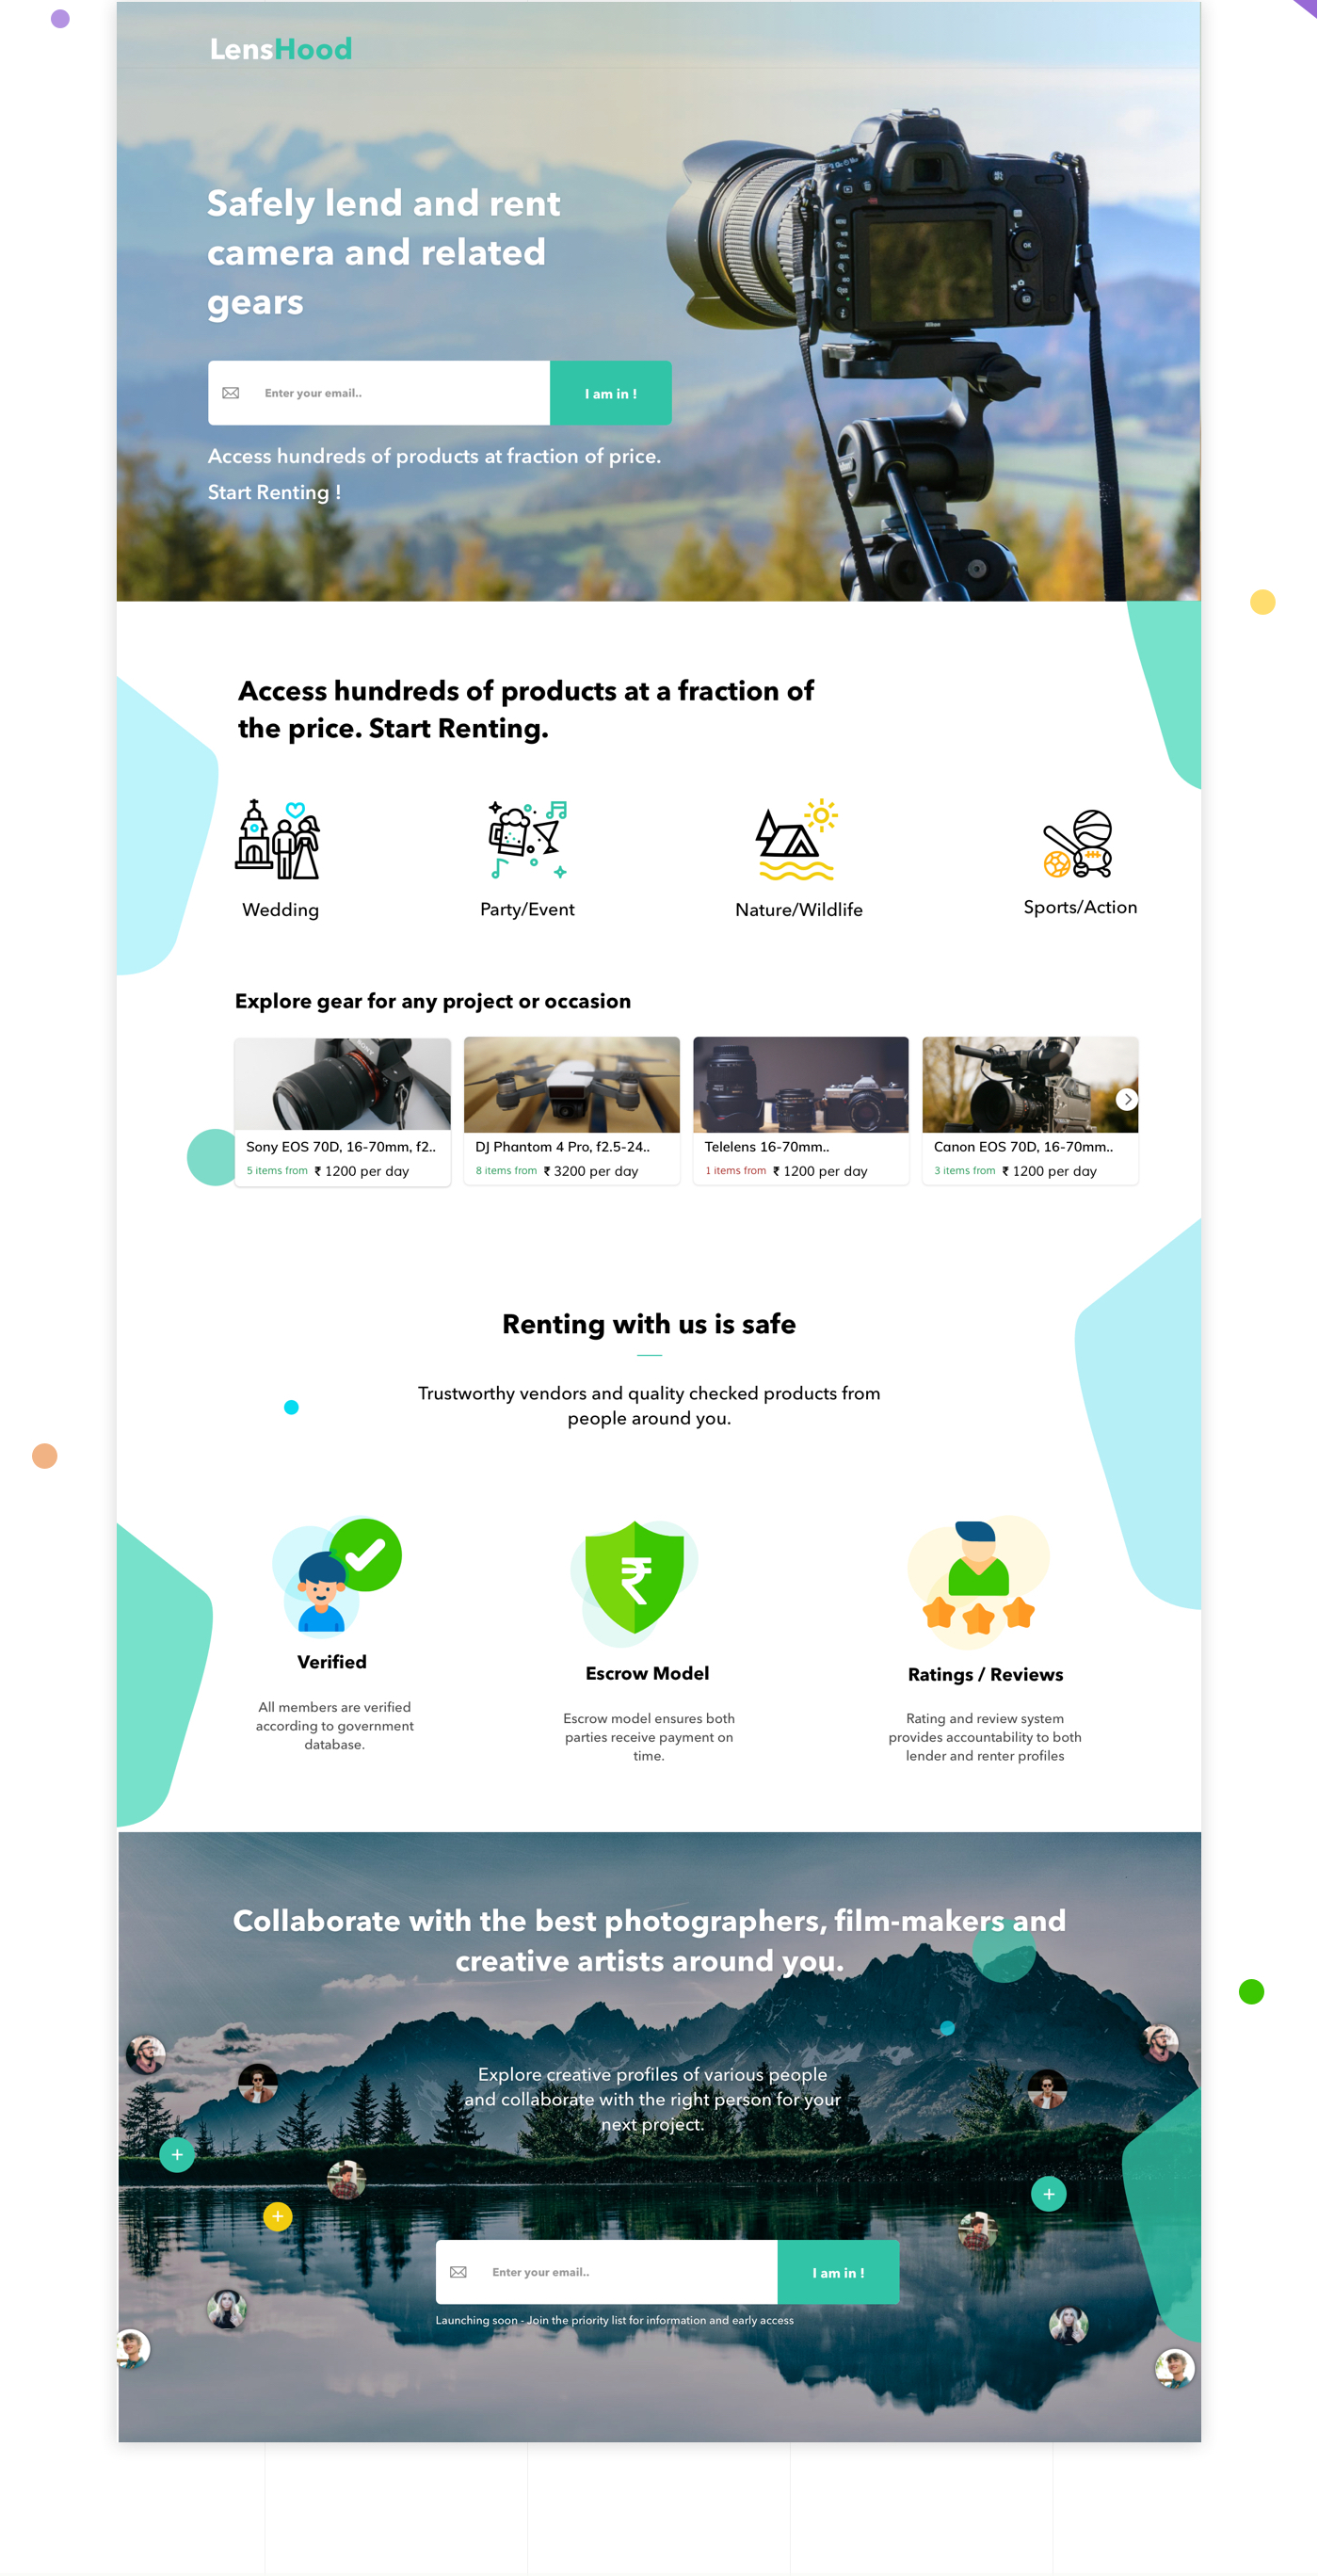 LensHood
Safely lend and rent
camera and related
gears
Enter your email..
I am in !
Access hundreds of products at fraction of price.
Start Renting !
Access hundreds of products at a fraction of
the price. Start Renting.
Wedding
Party/Event
Nature/Wildlife
Sports/Action
Explore gear for any project or occasion
Sony EOS 70D, 16-70mm, f2..
5 items from ₹ 1200 per day
DJ Phantom 4 Pro, f2.5-24..
8 items from ₹ 3200 per day
Telelens 16-70mm..
1 items from ₹ 1200 per day
Canon EOS 70D, 16-70mm..
3 items from ₹ 1200 per day
Renting with us is safe
Trustworthy vendors and quality checked products from
people around you.
Verified
All members are verified
according to government
database.
Escrow Model
Escrow model ensures both
parties receive payment on
time.
Ratings / Reviews
Rating and review system
provides accountability to both
lender and renter profiles
Collaborate with the best photographers, film-makers and
creative artists around you.
Explore creative profiles of various people
and collaborate with the right person for your
next project.
Enter your email..
I am in !
Launching soon - Join the priority list for information and early access